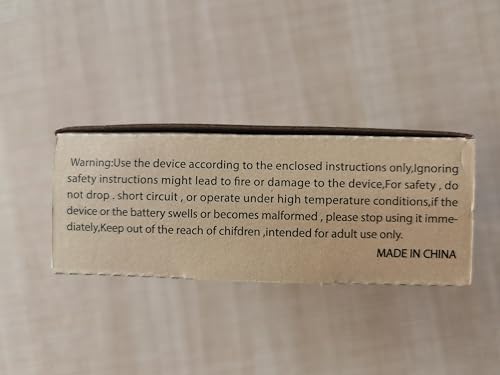 Warning:Use the device according to the enclosed instructions only,Ignoring
safety instructions might lead to fire or damage to the device,For safety , do
not drop , short circuit , or operate under high temperature conditions,if the
device or the battery swells or becomes malformed , please stop using it imme-
diately,Keep out of the reach of chifdren ,intended for adult use only.
MADE IN CHINA